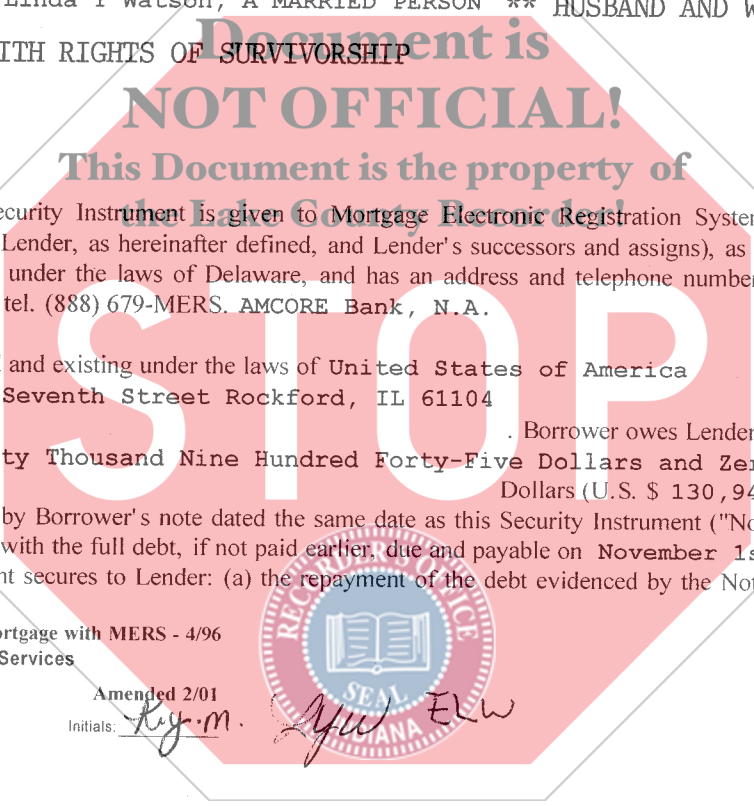 Linda Y Watson, A MARRIED PERSON ** HUSBAND AND W
Document is
ITH RIGHTS OF SURVIVORSHIP
NOT OFFICIAL!
This Document is the property of
the Lake County Recorder!
ecurity Instrument is given to Mortgage Electronic Registration System
Lender, as hereinafter defined, and Lender's successors and assigns), as
under the laws of Delaware, and has an address and telephone number
tel. (888) 679-MERS. AMCORE Bank, N.A.
STOP
and existing under the laws of United States of America
Seventh Street Rockford, IL 61104
. Borrower owes Lender
ty Thousand Nine Hundred Forty-Five Dollars and Zer
Dollars (U.S. $ 130,94
by Borrower's note dated the same date as this Security Instrument ("No
with the full debt, if not paid earlier, due and payable on November 1s
nt secures to Lender: (a) the repayment of the debt evidenced by the Not
RECORDER'S OFFICE
SEAL
INDIANA
ortgage with MERS - 4/96
Services
Amended 2/01
Initials: ELW